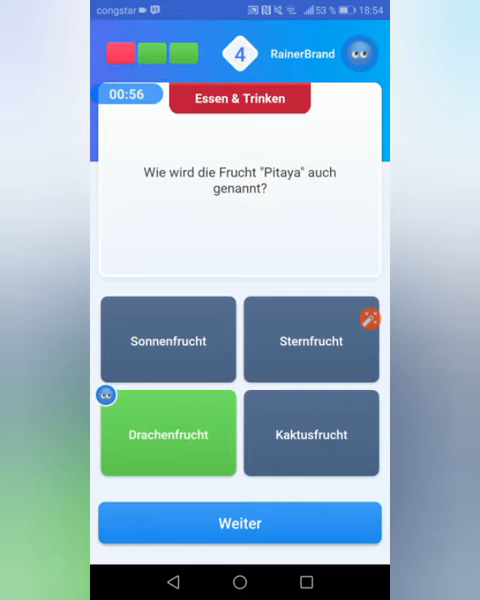 congstar 53 % 18:54
4 RainerBrand
00:56
Essen & Trinken
Wie wird die Frucht "Pitaya" auch
genannt?
Sonnenfrucht Sternfrucht
Drachenfrucht Kaktusfrucht
Weiter